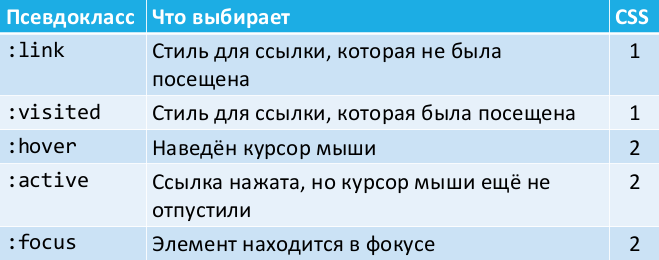 Псевдокласс Что выбирает CSS
:link Стиль для ссылки, которая не была 1
посещена
:visited Стиль для ссылки, которая была посещена 1
:hover Наведён курсор мыши 2
:active Ссылка нажата, но курсор мыши ещё не 2
отпустили
:focus Элемент находится в фокусе 2